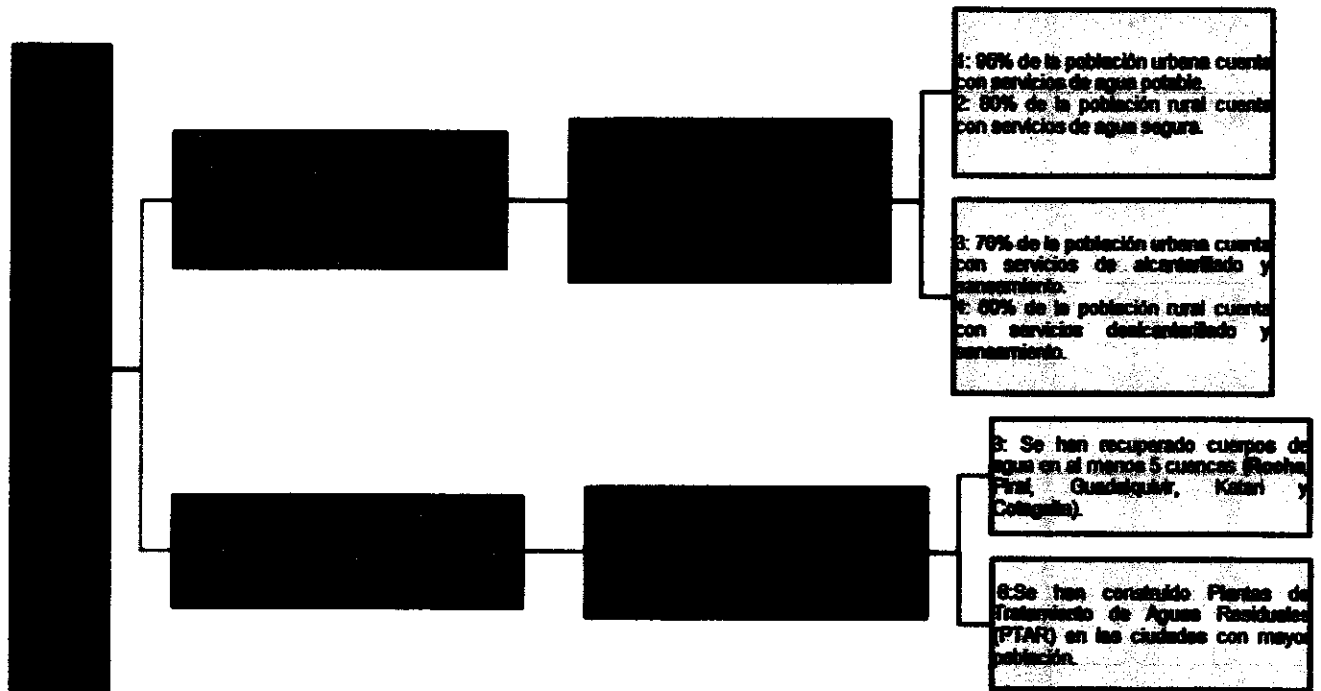 1: 95% de la población urbana cuenta
con servicios de agua potable.
2: 80% de la población rural cuenta
con servicios de agua segura.
3: 70% de la población urbana cuenta
con servicios de alcantarillado y
saneamiento.
4: 60% de la población rural cuenta
con servicios dealcantarillado y
saneamiento.
Se han recuperado cuerpos de
agua en al menos 5 cuencas (Rocha,
Piraí, Guadalquivir, Katari y
Cotagaita).
Se han construido Plantas de
Tratamiento de Aguas Residuales
(PTAR) en las ciudades con mayor
población.